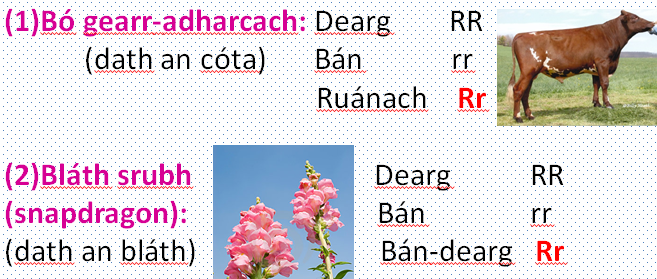 (1)Bó gearr-adharcach: Dearg RR
(dath an cóta) Bán rr
Ruánach Rr
(2)Bláth srubh Dearg RR
(snapdragon): Bán rr
(dath an bláth) Bán-dearg Rr